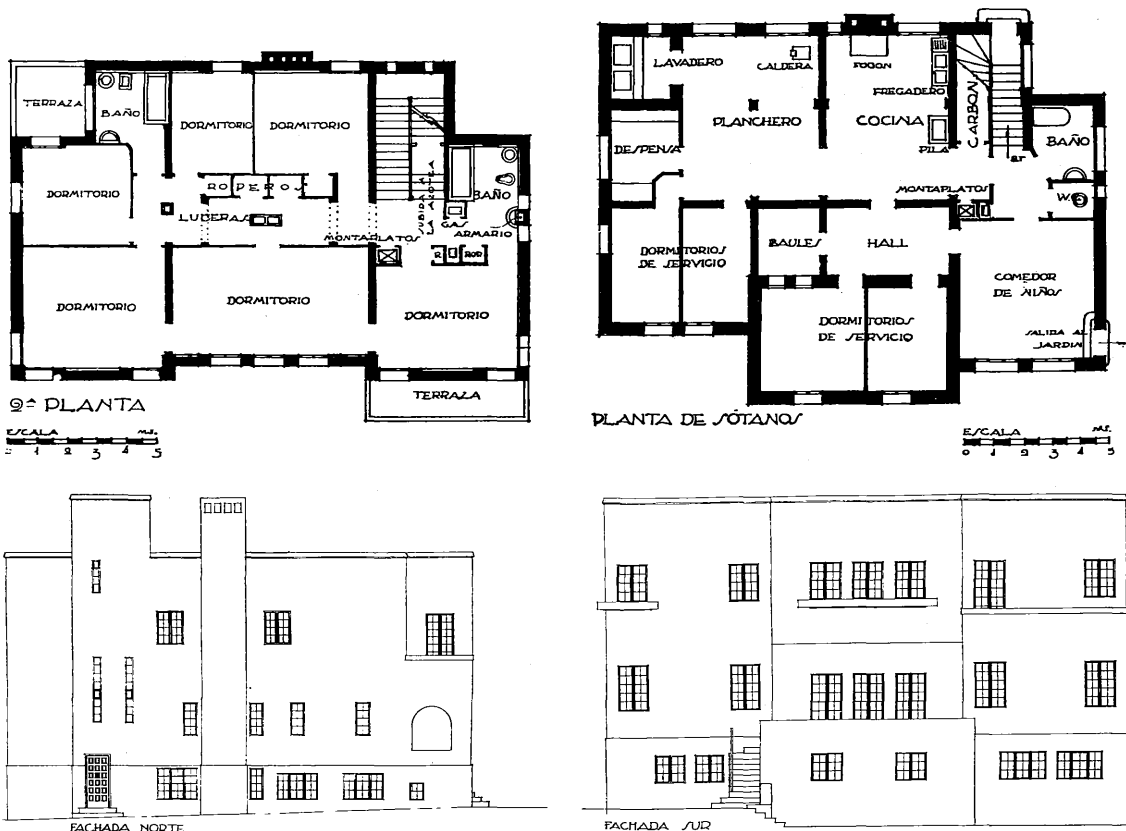 TERRAZA
BAÑO
DORMITORIO
DORMITORIO
DORMITORIO
ROPEROS
LUCERAS
MONTAPLATOS
SUBIDA A
LA AZOTEA
GAS
BAÑO
ARMARIO
R
ROP
DORMITORIO
DORMITORIO
DORMITORIO
TERRAZA
2ª PLANTA
ESCALA MS.
1 2 3 4 5
LAVADERO
CALDERA
FOGON
FREGADERO
PLANCHERO
COCINA
PILA
CARBON
BAÑO
DESPENSA
MONTAPLATOS
W.C.
DORMITORIOS
DE SERVICIO
BAULES
HALL
COMEDOR
DE NIÑOS
DORMITORIOS
DE SERVICIO
SALIDA AL
JARDIN
PLANTA DE SÓTANOS
ESCALA MS.
0 1 2 3 4 5
FACHADA NORTE
FACHADA SUR